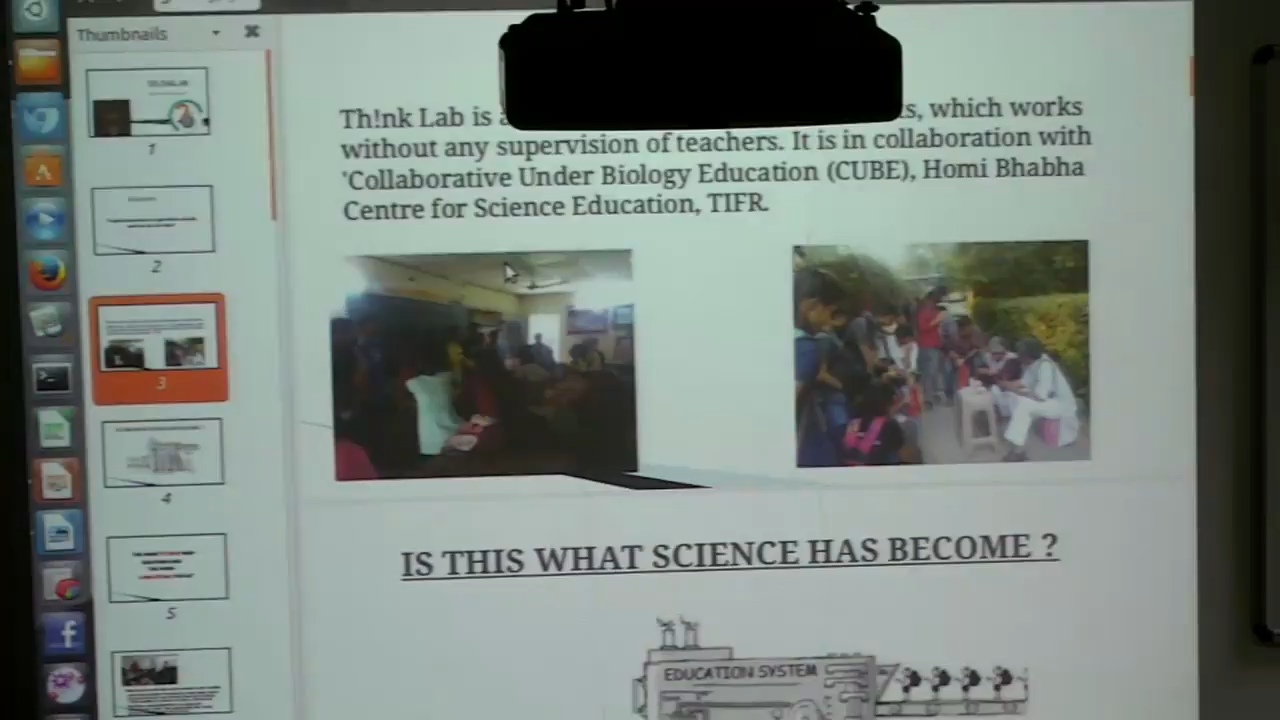 Thumbnails
1
2
3
4
5
Th!nk Lab is a
s, which works
without any supervision of teachers. It is in collaboration with
'Collaborative Under Biology Education (CUBE), Homi Bhabha
Centre for Science Education, TIFR.
IS THIS WHAT SCIENCE HAS BECOME ?
EDUCATION SYSTEM